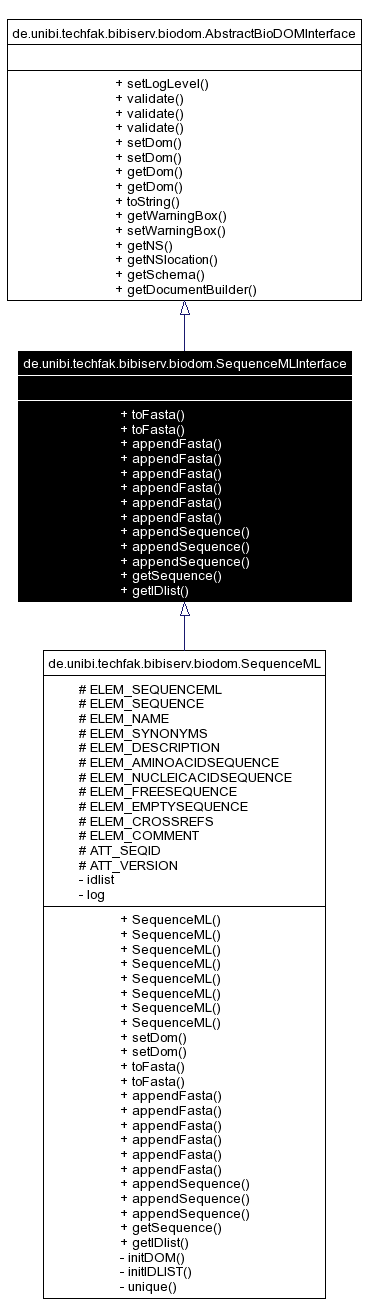 de.unibi.techfak.bibiserv.biodom.AbstractBioDOMInterface
+ setLogLevel()
+ validate()
+ validate()
+ validate()
+ setDom()
+ setDom()
+ getDom()
+ getDom()
+ toString()
+ getWarningBox()
+ setWarningBox()
+ getNS()
+ getNSlocation()
+ getSchema()
+ getDocumentBuilder()
de.unibi.techfak.bibiserv.biodom.SequenceMLInterface
+ toFasta()
+ toFasta()
+ appendFasta()
+ appendFasta()
+ appendFasta()
+ appendFasta()
+ appendFasta()
+ appendFasta()
+ appendSequence()
+ appendSequence()
+ appendSequence()
+ getSequence()
+ getIDlist()
de.unibi.techfak.bibiserv.biodom.SequenceML
# ELEM_SEQUENCEML
# ELEM_SEQUENCE
# ELEM_NAME
# ELEM_SYNONYMS
# ELEM_DESCRIPTION
# ELEM_AMINOACIDSEQUENCE
# ELEM_NUCLEICACIDSEQUENCE
# ELEM_FREESEQUENCE
# ELEM_EMPTYSEQUENCE
# ELEM_CROSSREFS
# ELEM_COMMENT
# ATT_SEQID
# ATT_VERSION
- idlist
- log
+ SequenceML()
+ SequenceML()
+ SequenceML()
+ SequenceML()
+ SequenceML()
+ SequenceML()
+ SequenceML()
+ SequenceML()
+ setDom()
+ setDom()
+ toFasta()
+ toFasta()
+ appendFasta()
+ appendFasta()
+ appendFasta()
+ appendFasta()
+ appendFasta()
+ appendFasta()
+ appendSequence()
+ appendSequence()
+ appendSequence()
+ getSequence()
+ getIDlist()
- initDOM()
- initIDLIST()
- unique()